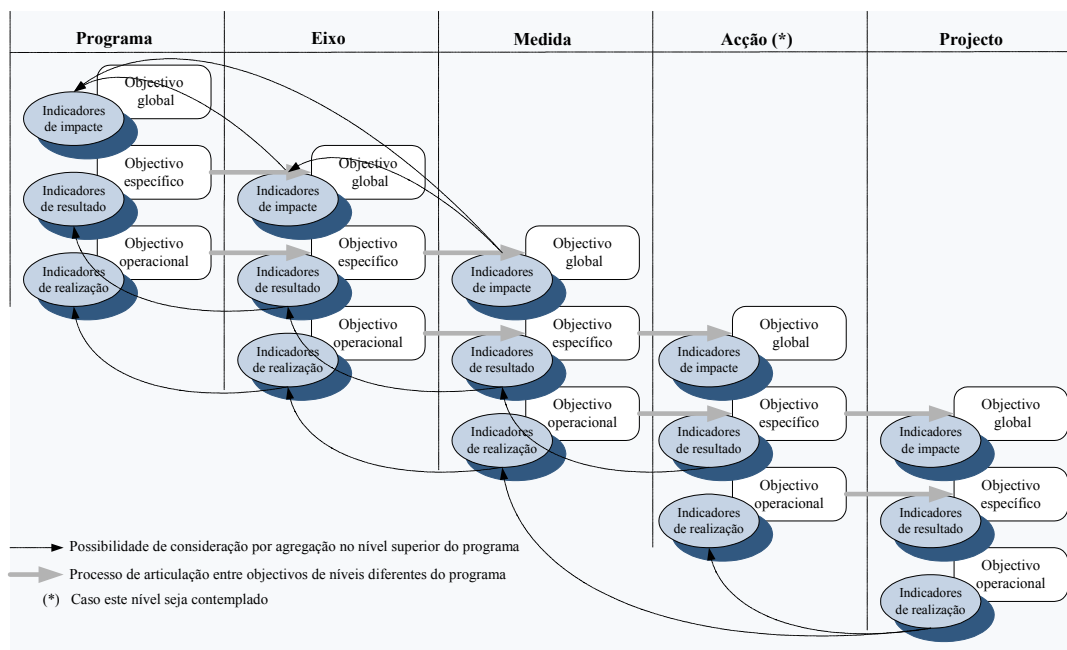 Programa
Eixo
Medida
Acção (*)
Projecto
Objectivo
global
Indicadores
de impacte
Objectivo
específico
Indicadores
de resultado
Objectivo
operacional
Indicadores
de realização
Objectivo
global
Indicadores
de impacte
Objectivo
específico
Indicadores
de resultado
Objectivo
operacional
Indicadores
de realização
Objectivo
global
Indicadores
de impacte
Objectivo
específico
Indicadores
de resultado
Objectivo
operacional
Indicadores
de realização
Objectivo
global
Indicadores
de impacte
Objectivo
específico
Indicadores
de resultado
Objectivo
operacional
Indicadores
de realização
Objectivo
global
Indicadores
de impacte
Objectivo
específico
Indicadores
de resultado
Objectivo
operacional
Indicadores
de realização
Possibilidade de consideração por agregação no nível superior do programa
Processo de articulação entre objectivos de níveis diferentes do programa
(*) Caso este nível seja contemplado